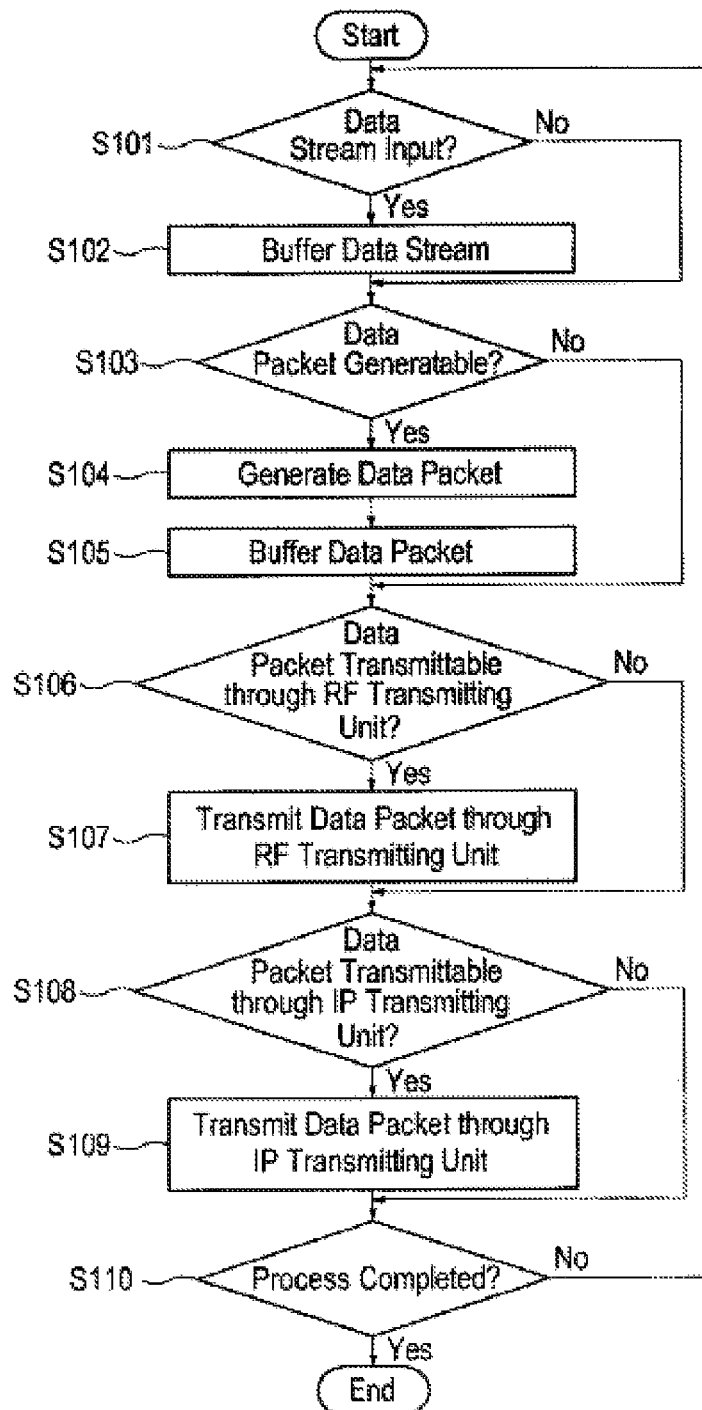 Start
Data
Stream Input?
No
S101
Yes
S102
Buffer Data Stream
Data
Packet Generatable?
No
S103
Yes
S104
Generate Data Packet
S105
Buffer Data Packet
Data
Packet Transmittable
through RF Transmitting
Unit?
No
S106
Yes
S107
Transmit Data Packet through
RF Transmitting Unit
Data
Packet Transmittable
through IP Transmitting
Unit?
No
S108
Yes
S109
Transmit Data Packet through
IP Transmitting Unit
S110
Process Completed?
No
Yes
End